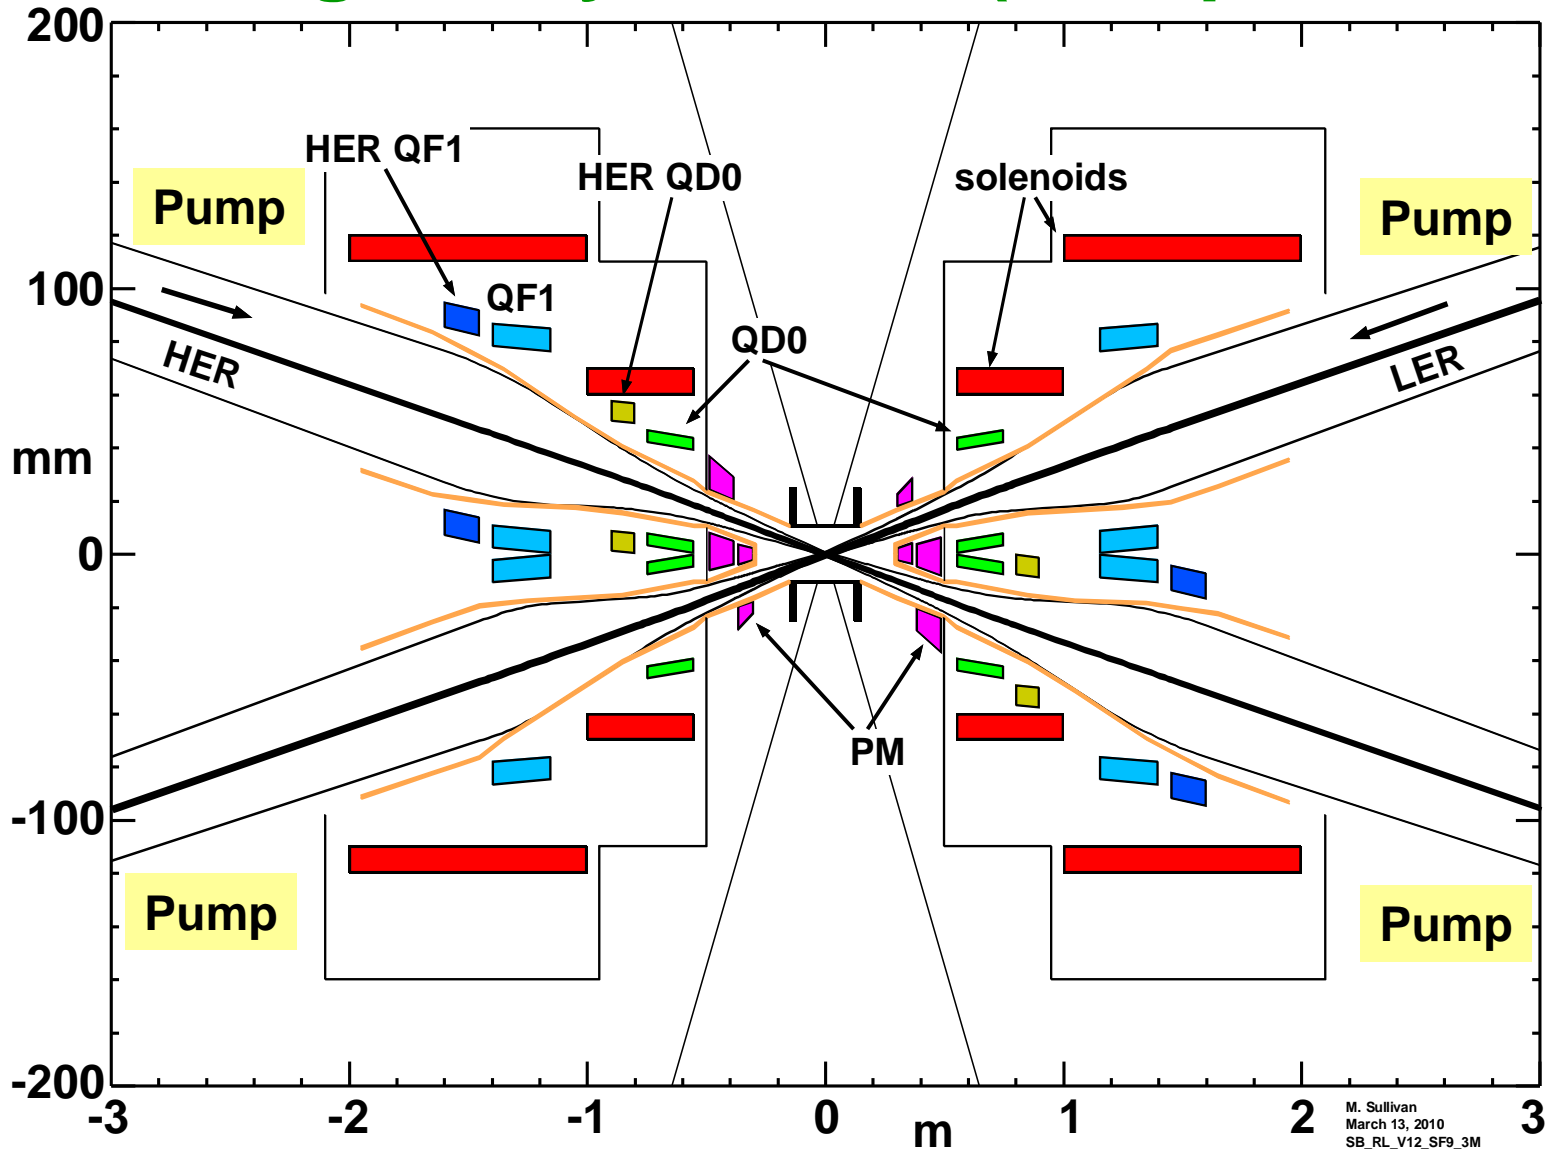 200
HER QF1
HER QD0
solenoids
Pump
Pump
100
QF1
QD0
HER
LER
mm
0
PM
-100
Pump
Pump
-200
-3
-2
-1
0
1
2
3
m
M. Sullivan
March 13, 2010
SB_RL_V12_SF9_3M